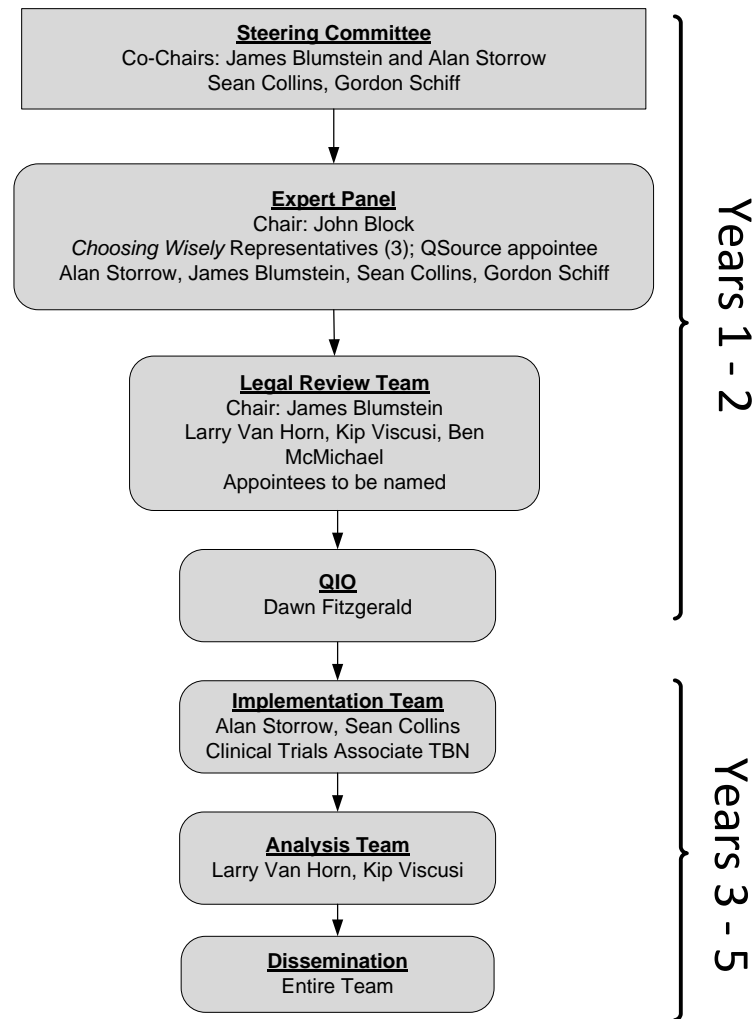 Steering Committee
Co-Chairs: James Blumstein and Alan Storrow
Sean Collins, Gordon Schiff
Expert Panel
Chair: John Block
Choosing Wisely Representatives (3); QSource appointee
Alan Storrow, James Blumstein, Sean Collins, Gordon Schiff
Legal Review Team
Chair: James Blumstein
Larry Van Horn, Kip Viscusi, Ben
McMichael
Appointees to be named
QIO
Dawn Fitzgerald
Years 1 - 2
Implementation Team
Alan Storrow, Sean Collins
Clinical Trials Associate TBN
Analysis Team
Larry Van Horn, Kip Viscusi
Dissemination
Entire Team
Years 3 - 5